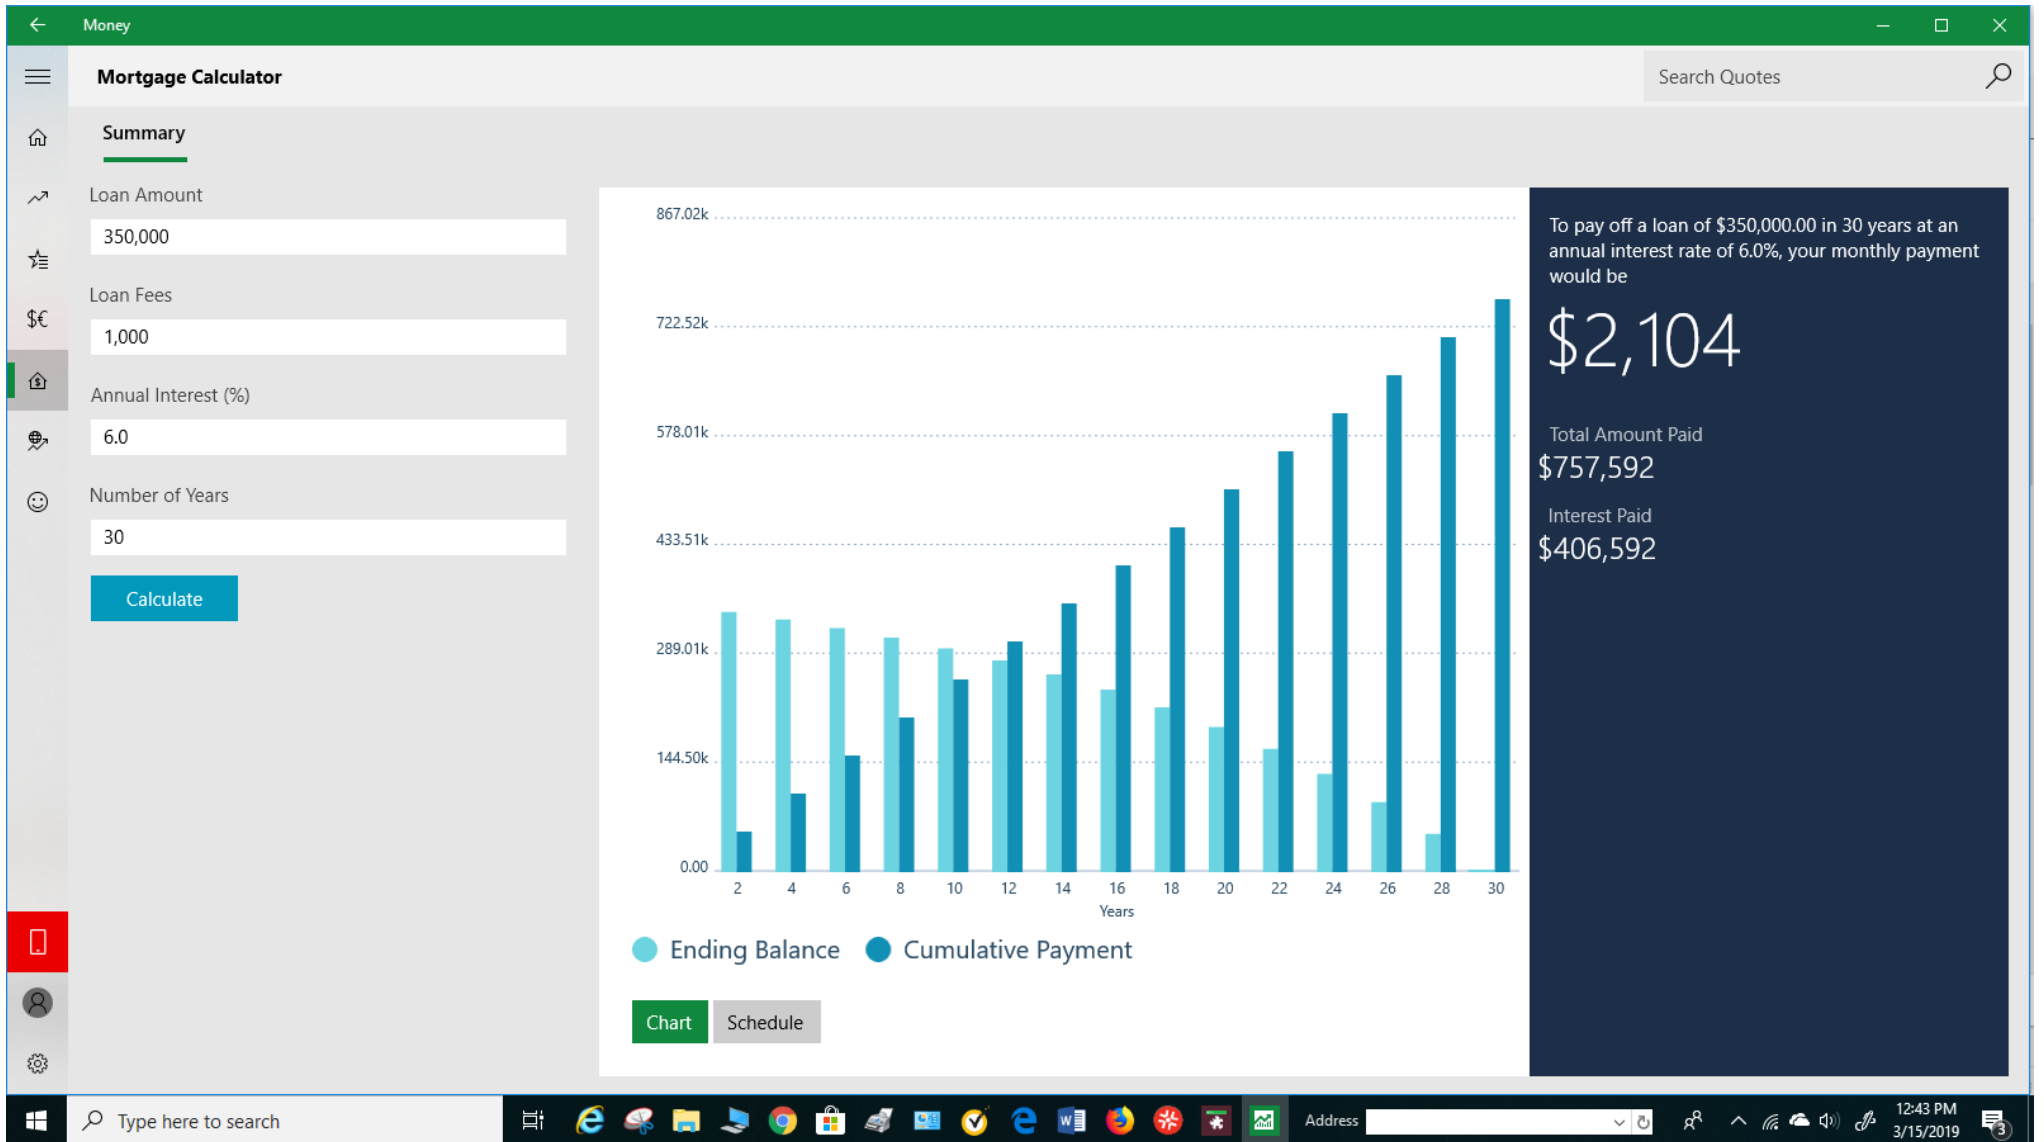 Money
Mortgage Calculator
Search Quotes
Summary
Loan Amount
350,000
Loan Fees
1,000
Annual Interest (%)
6.0
Number of Years
30
Calculate
867.02k
722.52k
578.01k
433.51k
289.01k
144.50k
0.00
2 4 6 8 10 12 14 16 18 20 22 24 26 28 30
Years
Ending Balance Cumulative Payment
Chart Schedule
To pay off a loan of $350,000.00 in 30 years at an
annual interest rate of 6.0%, your monthly payment
would be
$2,104
Total Amount Paid
$757,592
Interest Paid
$406,592
$€
Type here to search
Address
12:43 PM
3/15/2019
3